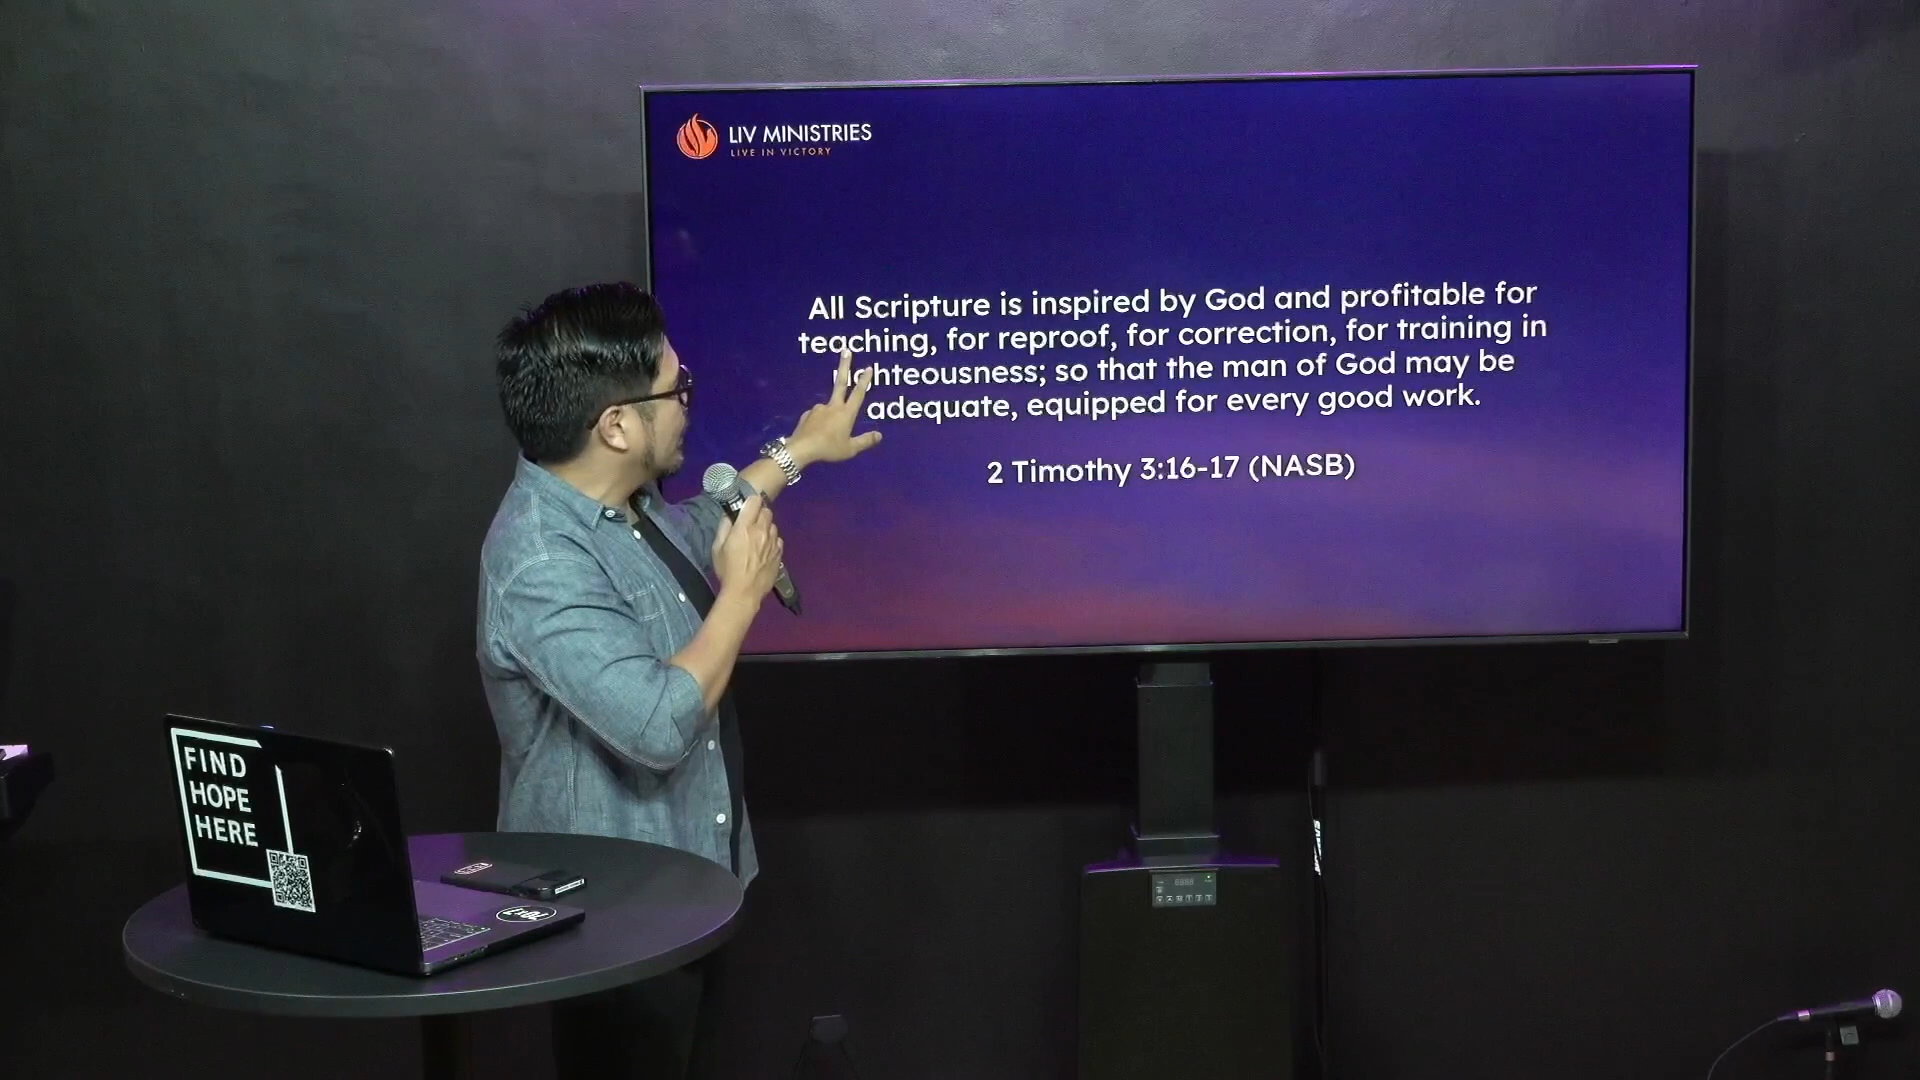 LIV MINISTRIES
LIVE IN VICTORY
All Scripture is inspired by God and profitable for
teaching, for reproof, for correction, for training in
righteousness; so that the man of God may be
adequate, equipped for every good work.
2 Timothy 3:16-17 (NASB)
FIND
HOPE
HERE